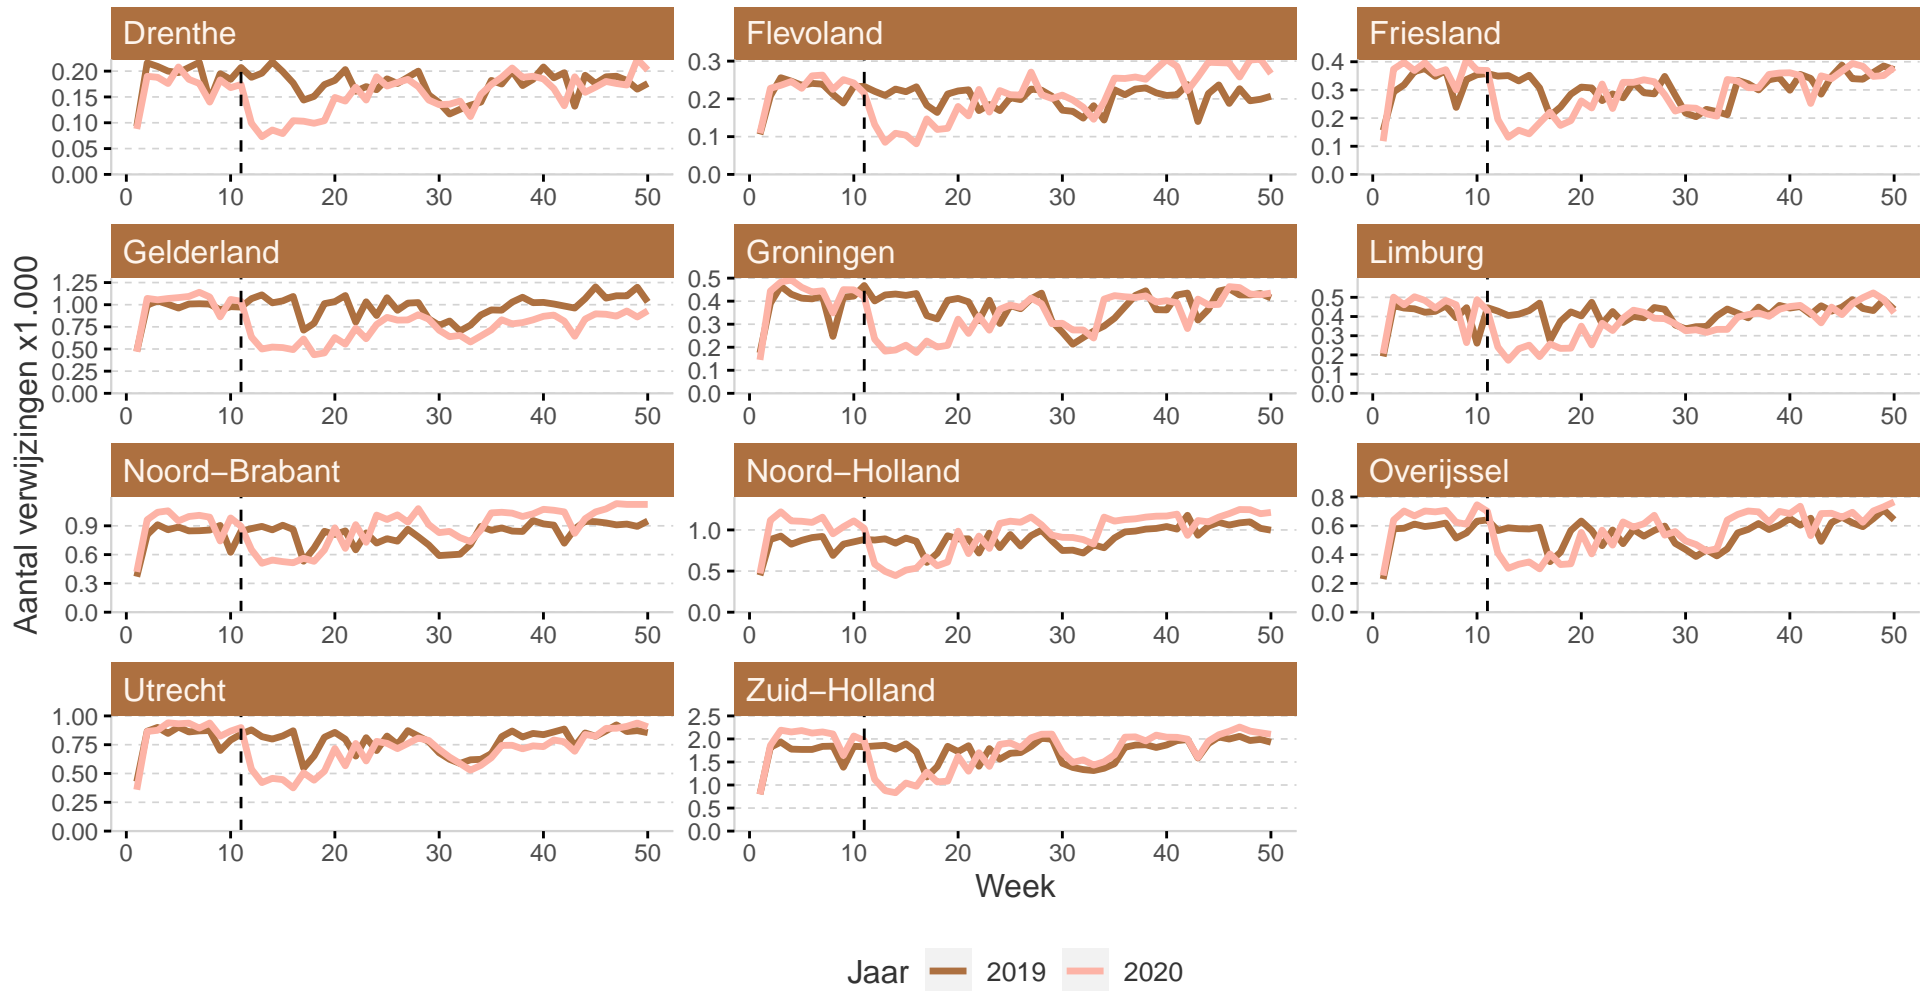 Drenthe
0.20
0.15
0.10
0.05
0.00
0 10 20 30 40 50
Flevoland
0.3
0.2
0.1
0.0
0 10 20 30 40 50
Friesland
0.4
0.3
0.2
0.1
0.0
0 10 20 30 40 50
Gelderland
1.25
1.00
0.75
0.50
0.25
0.00
0 10 20 30 40 50
Groningen
0.5
0.4
0.3
0.2
0.1
0.0
0 10 20 30 40 50
Limburg
0.5
0.4
0.3
0.2
0.1
0.0
0 10 20 30 40 50
Aantal verwijzingen x1.000
Noord−Brabant
0.9
0.6
0.3
0.0
0 10 20 30 40 50
Noord−Holland
1.0
0.5
0.0
0 10 20 30 40 50
Overijssel
0.8
0.6
0.4
0.2
0.0
0 10 20 30 40 50
Utrecht
1.00
0.75
0.50
0.25
0.00
0 10 20 30 40 50
Zuid−Holland
2.5
2.0
1.5
1.0
0.5
0.0
0 10 20 30 40 50
Week
Jaar 2019 2020